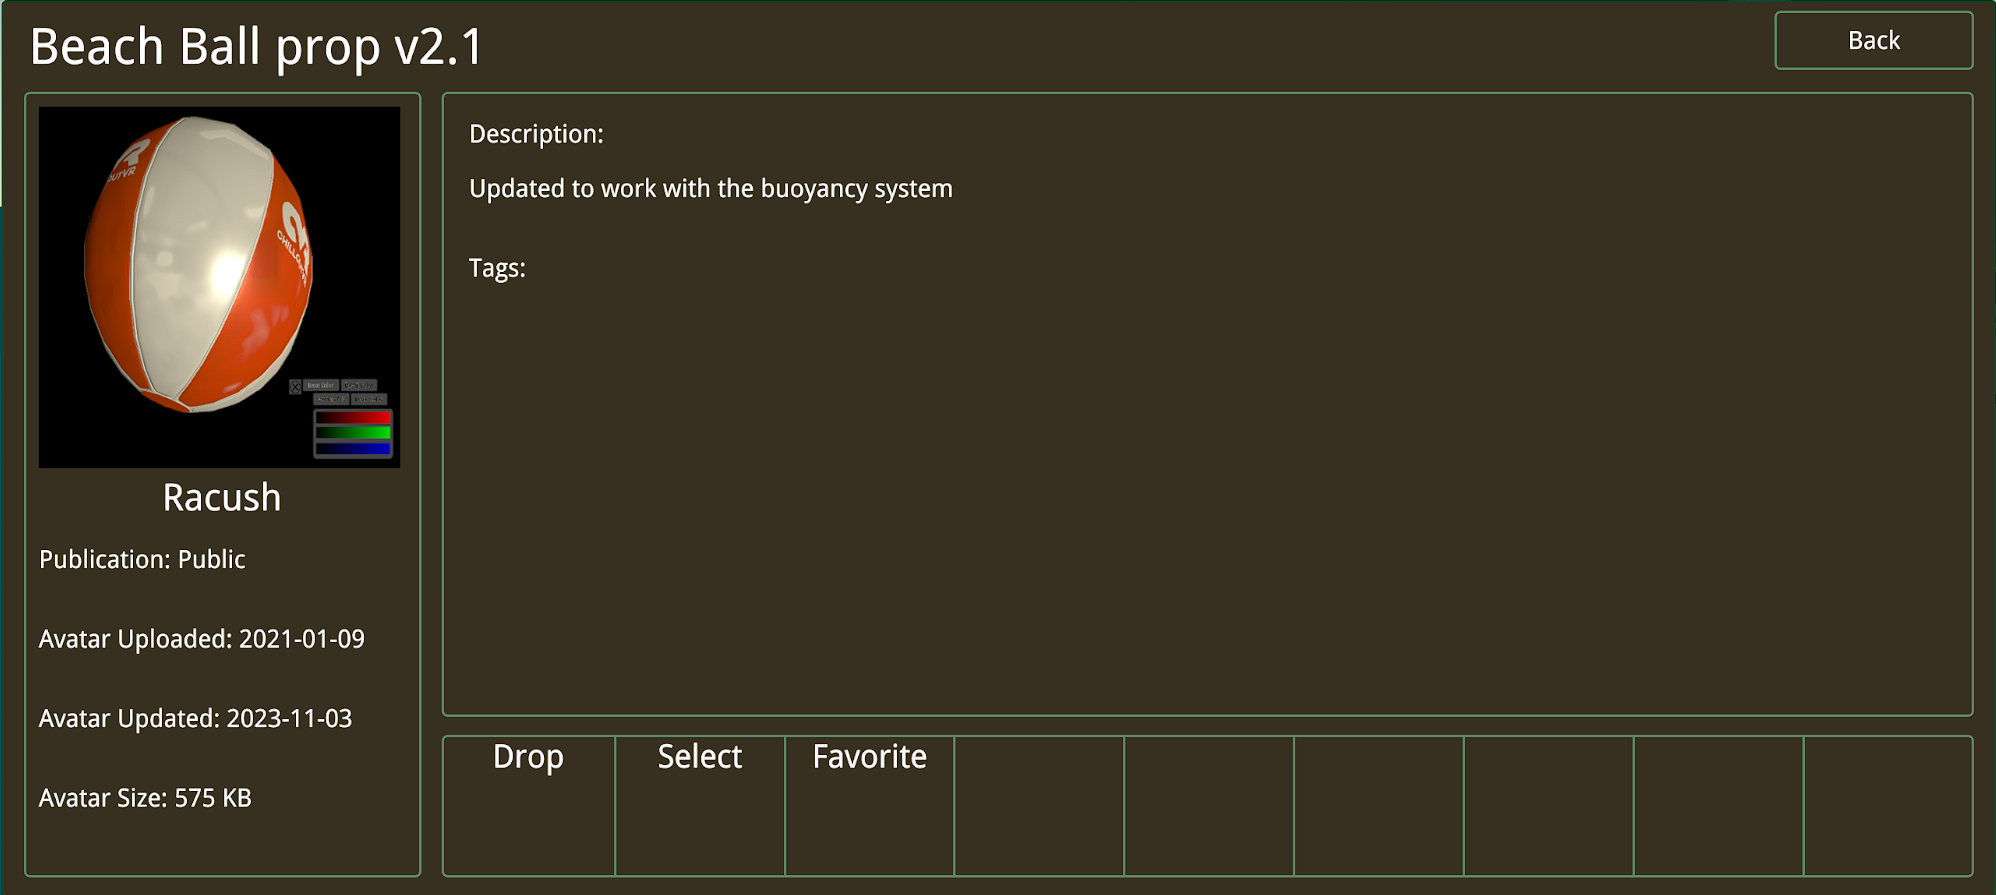 Beach Ball prop v2.1
Back
CHILLOUTVR
Racush
Publication: Public
Avatar Uploaded: 2021-01-09
Avatar Updated: 2023-11-03
Avatar Size: 575 KB
Description:
Updated to work with the buoyancy system
Tags:
Drop
Select
Favorite